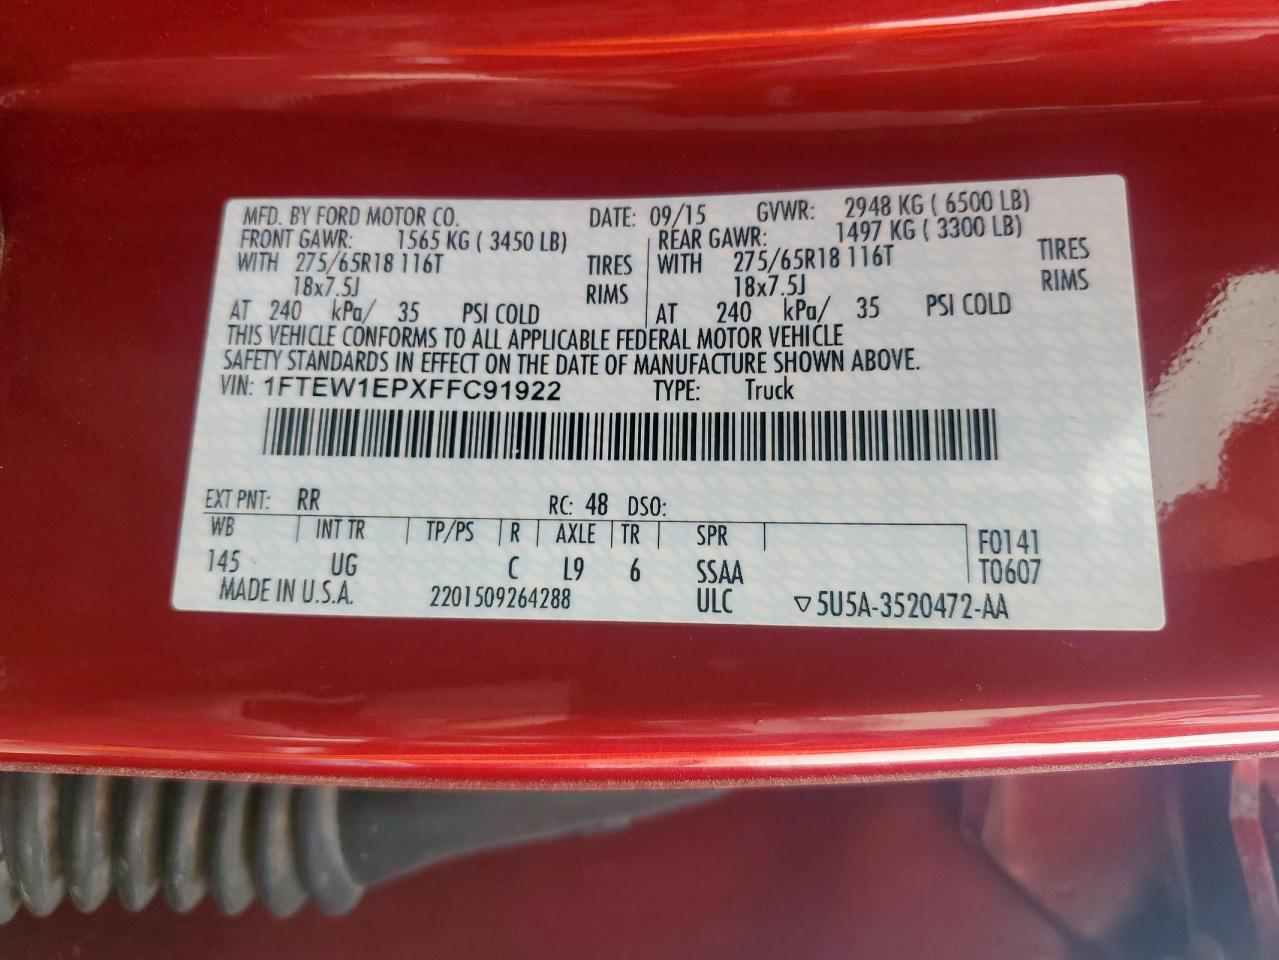 MFD. BY FORD MOTOR CO. DATE: 09/15 GVWR: 2948 KG ( 6500 LB)
FRONT GAWR: 1565 KG ( 3450 LB) REAR GAWR: 1497 KG ( 3300 LB)
WITH 275/65R18 116T TIRES WITH 275/65R18 116T TIRES
18x7.5J RIMS 18x7.5J RIMS
AT 240 kPa/ 35 PSI COLD AT 240 kPa/ 35 PSI COLD
THIS VEHICLE CONFORMS TO ALL APPLICABLE FEDERAL MOTOR VEHICLE
SAFETY STANDARDS IN EFFECT ON THE DATE OF MANUFACTURE SHOWN ABOVE.
VIN: 1FTEW1EPXFFC91922 TYPE: Truck
EXT PNT: RR RC: 48 DSO:
WB INT TR TP/PS R AXLE TR SPR F0141
145 UG C L9 6 SSAA T0607
MADE IN U.S.A. 2201509264288 ULC ▽5U5A-3520472-AA